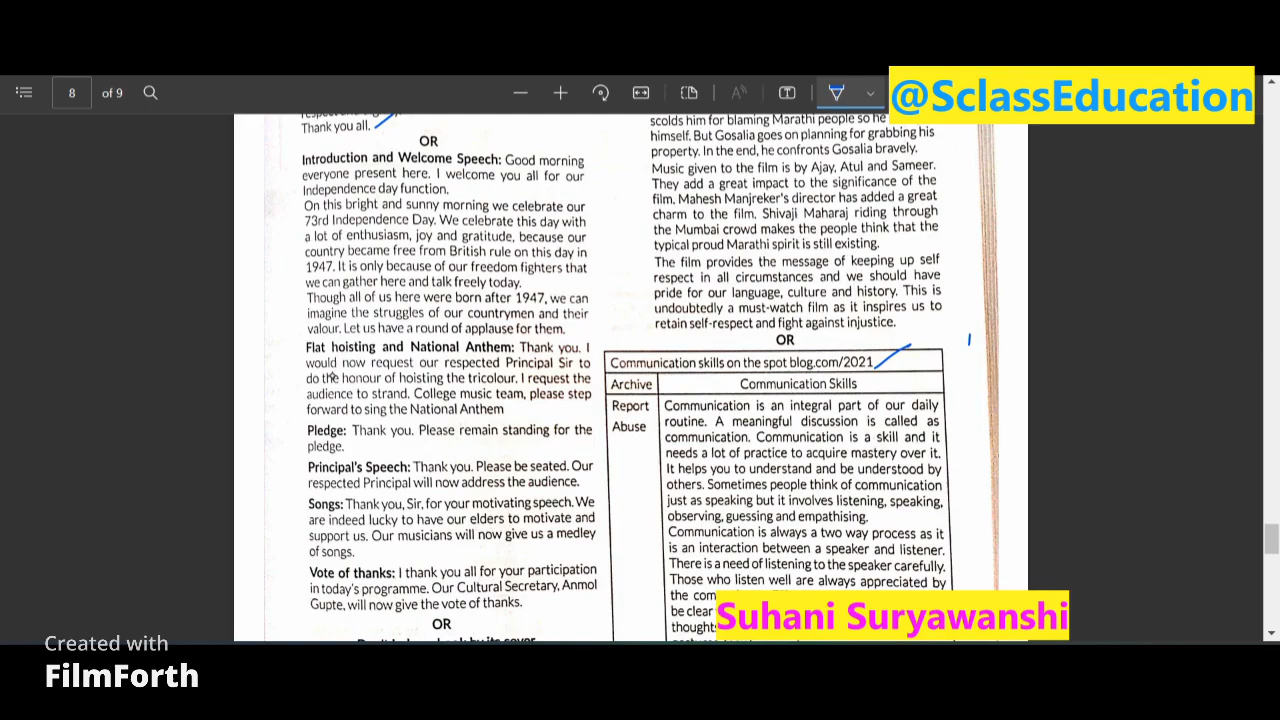 8
of 9
@SclassEducation
Thank you all.
OR
Introduction and Welcome Speech: Good morning
everyone present here. I welcome you all for our
Independence day function.
On this bright and sunny morning we celebrate our
73rd Independence Day. We celebrate this day with
a lot of enthusiasm, joy and gratitude, because our
country became free from British rule on this day in
1947. It is only because of our freedom fighters that
we can gather here and talk freely today.
Though all of us here were born after 1947, we can
imagine the struggles of our countrymen and their
valour. Let us have a round of applause for them.
Flat hoisting and National Anthem: Thank you. I
would now request our respected Principal Sir to
do the honour of hoisting the tricolour. I request the
audience to strand. College music team, please step
forward to sing the National Anthem
Pledge: Thank you. Please remain standing for the
pledge.
Principal's Speech: Thank you. Please be seated. Our
respected Principal will now address the audience.
Songs: Thank you, Sir, for your motivating speech. We
are indeed lucky to have our elders to motivate and
support us. Our musicians will now give us a medley
of songs.
Vote of thanks: I thank you all for your participation
in today's programme. Our Cultural Secretary, Anmol
Gupte, will now give the vote of thanks.
OR
scolds him for blaming Marathi people so he
himself. But Gosalia goes on planning for grabbing his
property. In the end, he confronts Gosalia bravely.
Music given to the film is by Ajay, Atul and Sameer.
They add a great impact to the significance of the
film. Mahesh Manjreker's director has added a great
charm to the film. Shivaji Maharaj riding through
the Mumbai crowd makes the people think that the
typical proud Marathi spirit is still existing.
The film provides the message of keeping up self
respect in all circumstances and we should have
pride for our language, culture and history. This is
undoubtedly a must-watch film as it inspires us to
retain self-respect and fight against injustice.
OR
Communication skills on the spot blog.com/2021
Archive
Communication Skills
Report
Abuse
Communication is an integral part of our daily
routine. A meaningful discussion is called as
communication. Communication is a skill and it
needs a lot of practice to acquire mastery over it.
It helps you to understand and be understood by
others. Sometimes people think of communication
just as speaking but it involves listening, speaking,
observing, guessing and empathising.
Communication is always a two way process as it
is an interaction between a speaker and listener.
There is a need of listening to the speaker carefully.
Those who listen well are always appreciated by
the com
be clear
thoughts
Suhani Suryawanshi
Created with
FilmForth